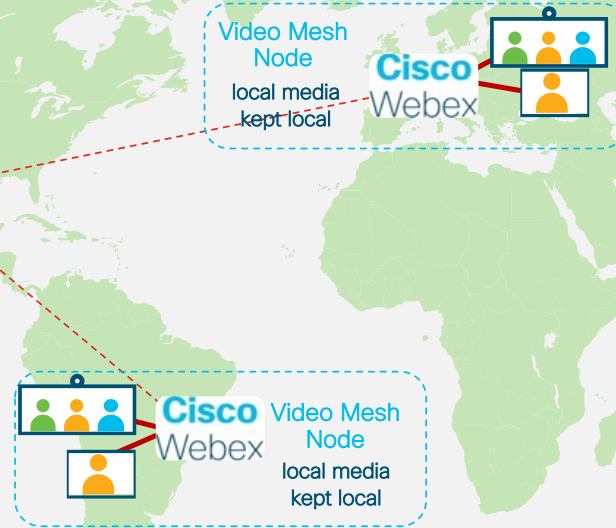 Video Mesh
Node
local media
kept local
Cisco
Webex
Cisco
Webex
Video Mesh
Node
local media
kept local